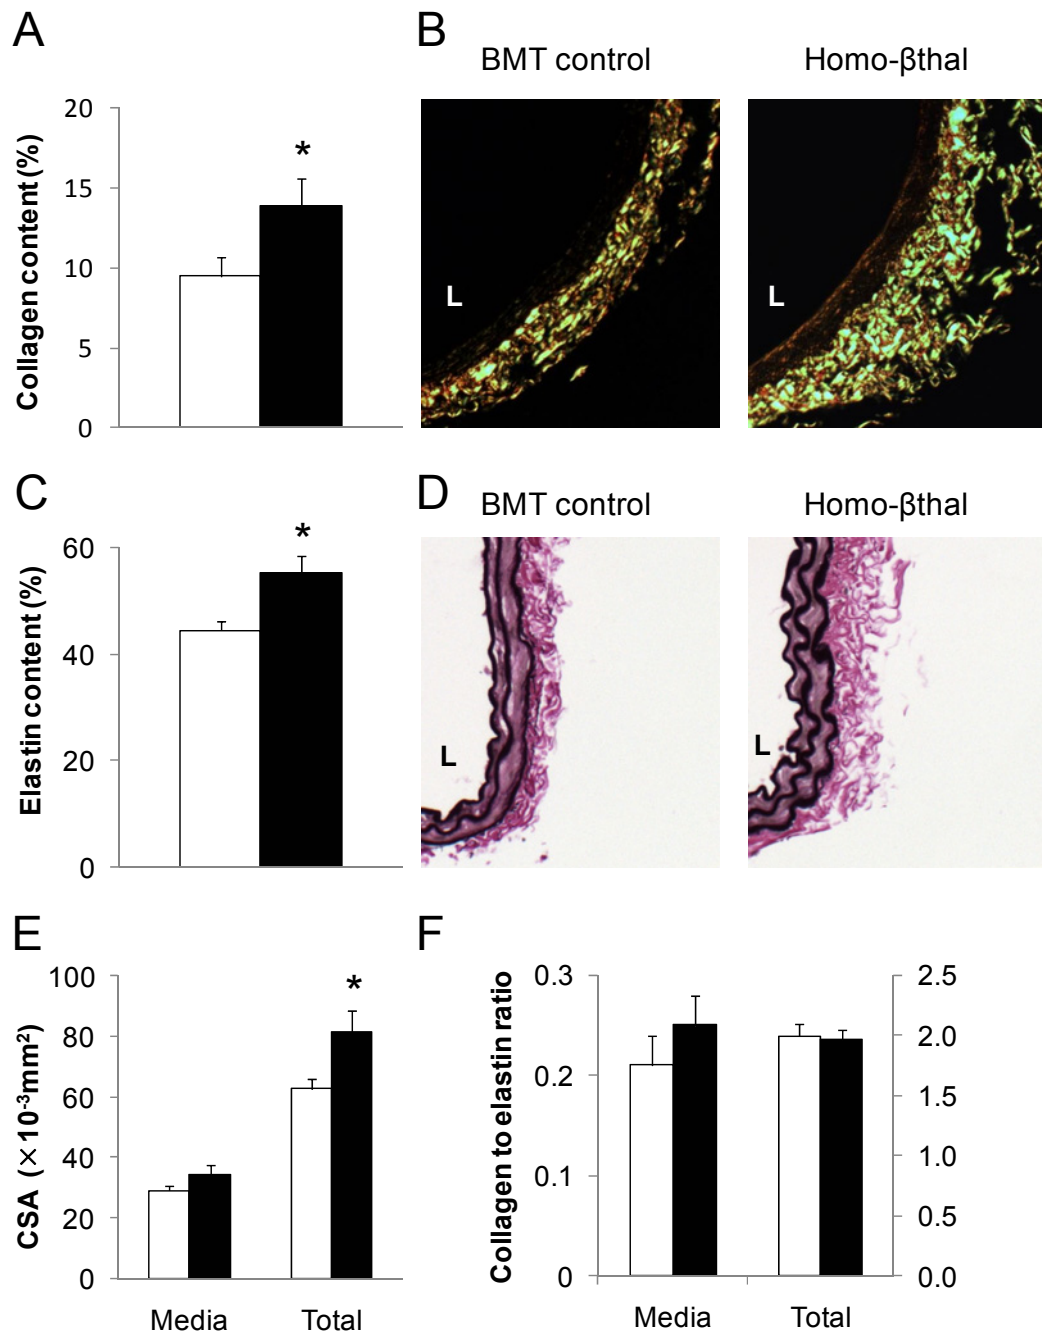 A
Collagen content (%)
20
15
10
5
0
*
B
BMT control
Homo-βthal
L
L
C
Elastin content (%)
60
40
20
0
*
D
BMT control
Homo-βthal
L
L
E
CSA (×10⁻³mm²)
100
80
60
40
20
0
*
Media
Total
F
Collagen to elastin ratio
0.3
0.2
0.1
0
2.5
2.0
1.5
1.0
0.5
0.0
Media
Total